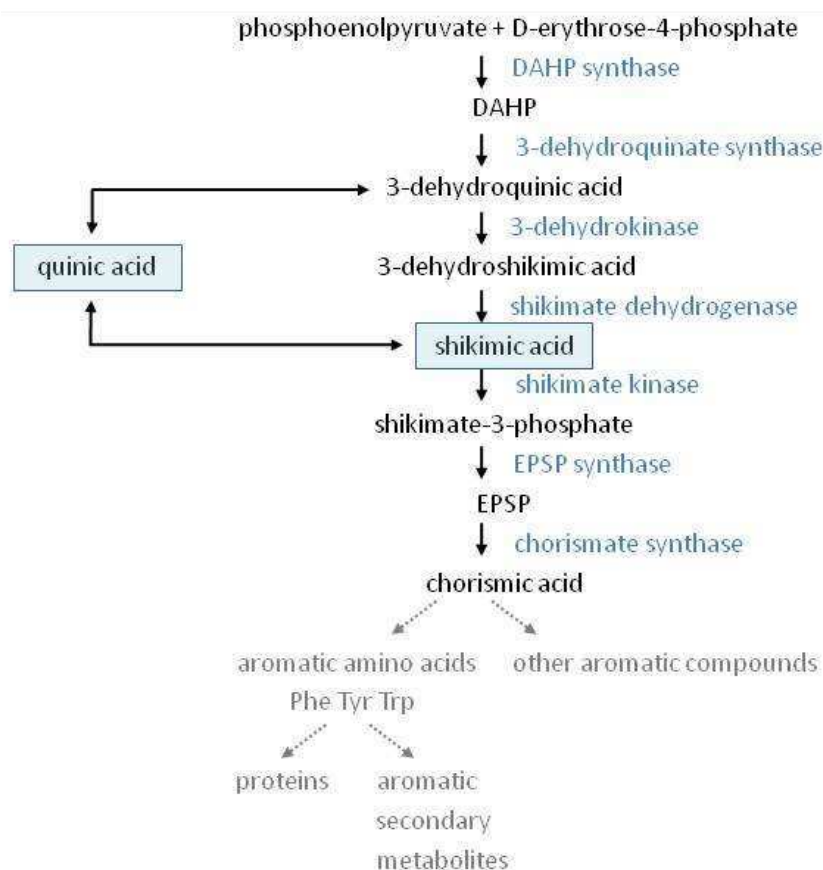 phosphoenolpyruvate + D-erythrose-4-phosphate
DAHP synthase
DAHP
3-dehydroquinate synthase
3-dehydroquinic acid
3-dehydrokinase
quinic acid
3-dehydroshikimic acid
shikimate dehydrogenase
shikimic acid
shikimate kinase
shikimate-3-phosphate
EPSP synthase
EPSP
chorismate synthase
chorismic acid
aromatic amino acids
Phe Tyr Trp
other aromatic compounds
proteins
aromatic
secondary
metabolites